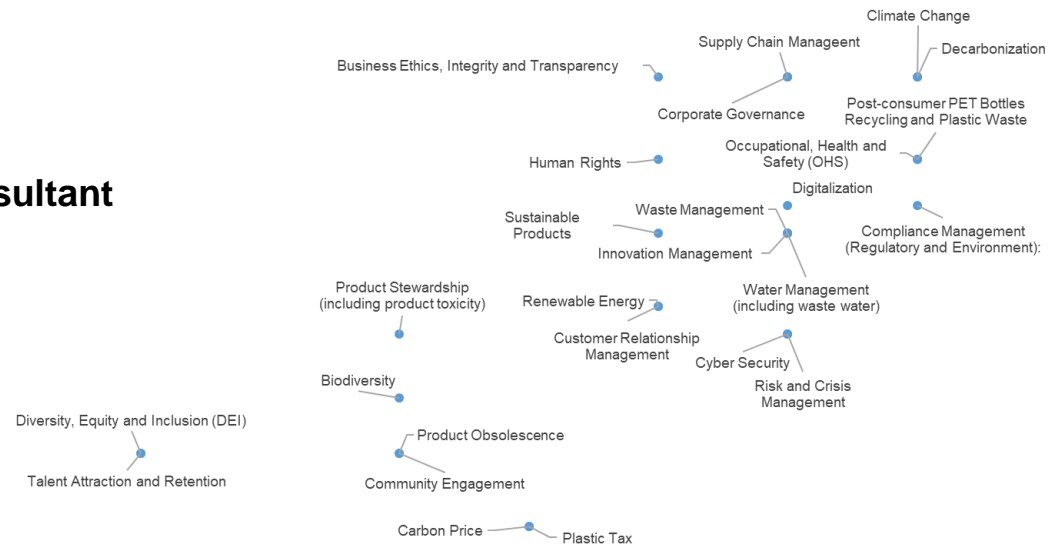 Climate Change
Supply Chain Manageent
Decarbonization
Business Ethics, Integrity and Transparency
Corporate Governance
Post-consumer PET Bottles
Recycling and Plastic Waste
Occupational, Health and
Safety (OHS)
Human Rights
sultant
Digitalization
Waste Management
Sustainable
Products
Innovation Management
Compliance Management
(Regulatory and Environment):
Product Stewardship
(including product toxicity)
Renewable Energy
Water Management
(including waste water)
Customer Relationship
Management
Cyber Security
Risk and Crisis
Management
Biodiversity
Diversity, Equity and Inclusion (DEI)
Product Obsolescence
Talent Attraction and Retention
Community Engagement
Carbon Price
Plastic Tax